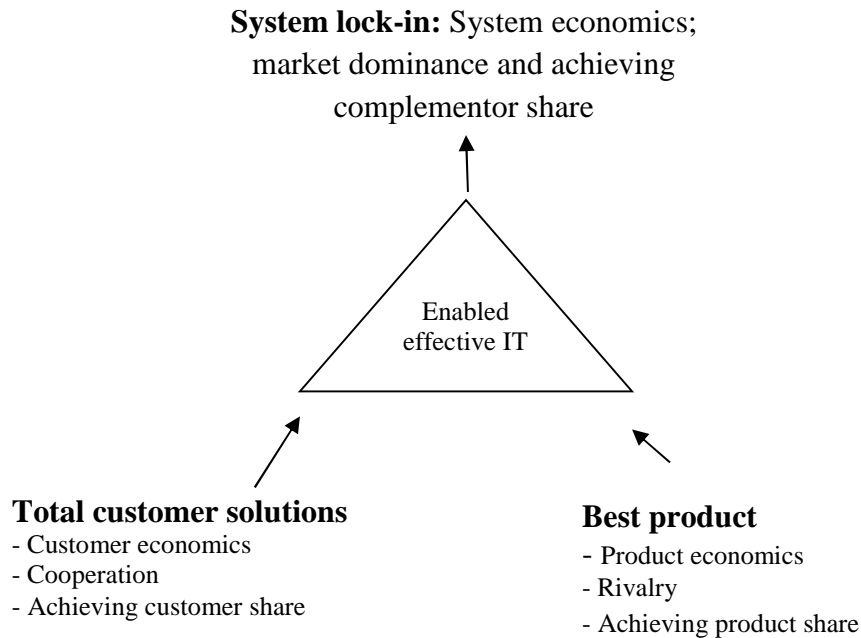 System lock-in: System economics;
market dominance and achieving
complementor share
Enabled
effective IT
Total customer solutions
- Customer economics
- Cooperation
- Achieving customer share
Best product
- Product economics
- Rivalry
- Achieving product share